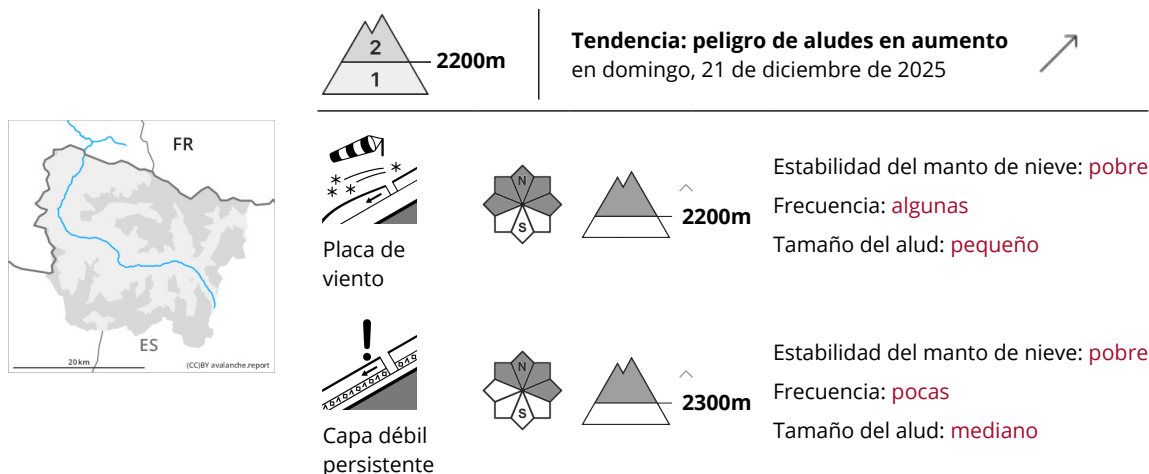 2
1
2200m
Tendencia: peligro de aludes en aumento
en domingo, 21 de diciembre de 2025
FR
ES
20 km
(CC)BY avalanche.report
Placa de
viento
N
S
2200m
Estabilidad del manto de nieve: pobre
Frecuencia: algunas
Tamaño del alud: pequeño
Capa débil
persistente
N
S
2300m
Estabilidad del manto de nieve: pobre
Frecuencia: pocas
Tamaño del alud: mediano